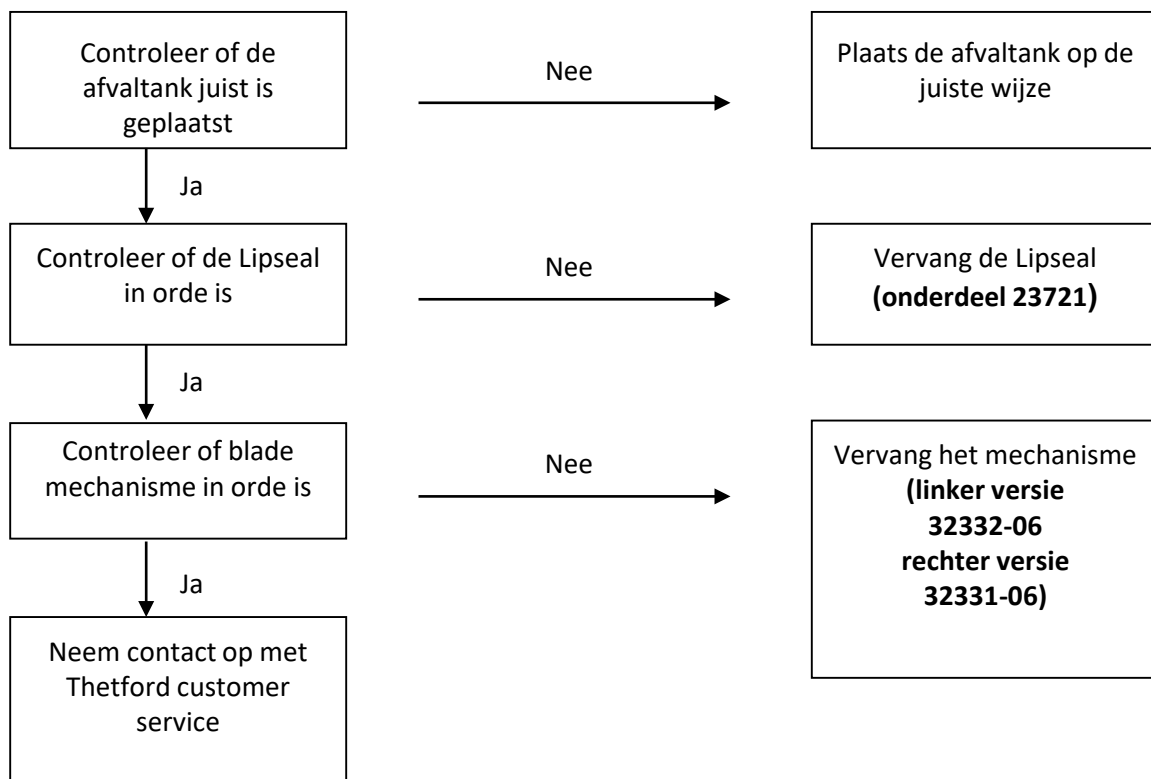 Controleer of de
afvaltank juist is
geplaatst
Nee
Plaats de afvaltank op de
juiste wijze
Ja
Controleer of de Lipseal
in orde is
Nee
Vervang de Lipseal
(onderdeel 23721)
Ja
Controleer of blade
mechanisme in orde is
Nee
Vervang het mechanisme
(linker versie
32332-06
rechter versie
32331-06)
Ja
Neem contact op met
Thetford customer
service